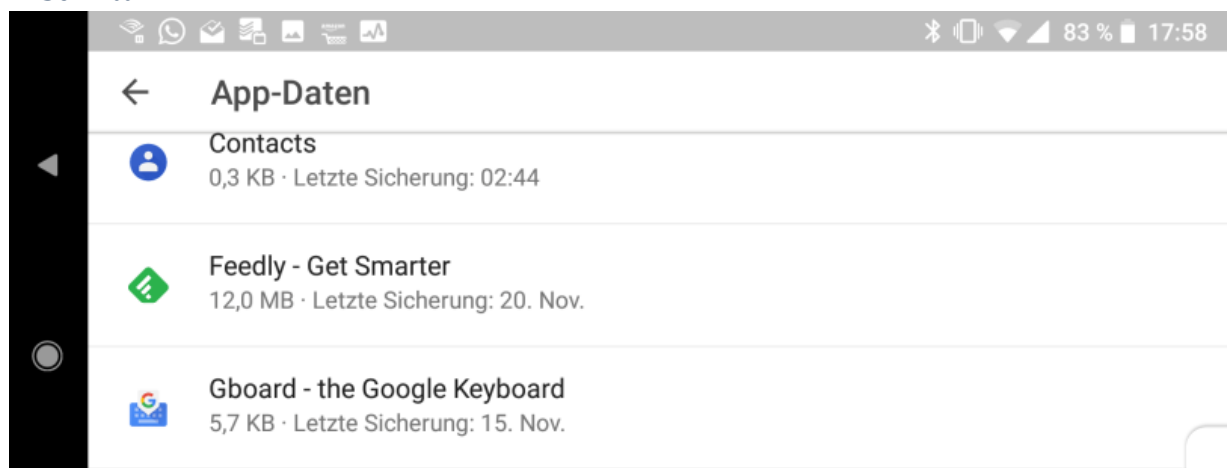 83 % 17:58
App-Daten
Contacts
0,3 KB · Letzte Sicherung: 02:44
Feedly - Get Smarter
12,0 MB · Letzte Sicherung: 20. Nov.
Gboard - the Google Keyboard
5,7 KB · Letzte Sicherung: 15. Nov.